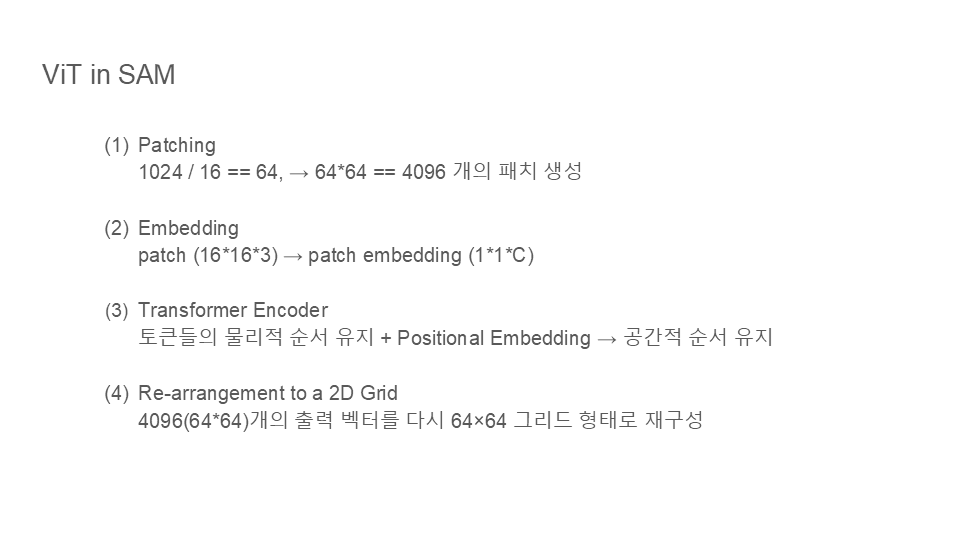 ViT in SAM
(1) Patching
1024 / 16 == 64, → 64*64 == 4096 개의 패치 생성
(2) Embedding
patch (16*16*3) → patch embedding (1*1*C)
(3) Transformer Encoder
토큰들의 물리적 순서 유지 + Positional Embedding → 공간적 순서 유지
(4) Re-arrangement to a 2D Grid
4096(64*64)개의 출력 벡터를 다시 64×64 그리드 형태로 재구성